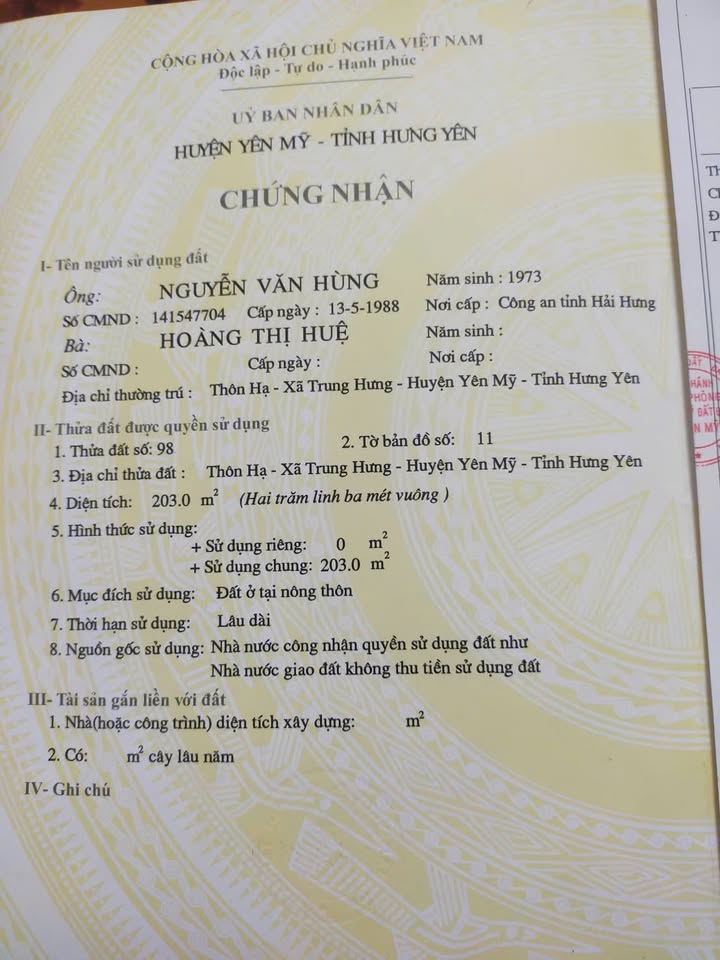 CỘNG HÒA XÃ HỘI CHỦ NGHĨA VIỆT NAM
Độc lập - Tự do - Hạnh phúc
UỶ BAN NHÂN DÂN
HUYỆN YÊN MỸ - TỈNH HƯNG YÊN
CHỨNG NHẬN
I- Tên người sử dụng đất
Ông: NGUYỄN VĂN HÙNG Năm sinh : 1973
Số CMND : 141547704 Cấp ngày : 13-5-1988 Nơi cấp : Công an tỉnh Hải Hưng
Bà: HOÀNG THỊ HUỆ Năm sinh :
Số CMND : Cấp ngày : Nơi cấp :
Địa chỉ thường trú : Thôn Hạ - Xã Trung Hưng - Huyện Yên Mỹ - Tỉnh Hưng Yên
II- Thửa đất được quyền sử dụng
1. Thửa đất số: 98 2. Tờ bản đồ số: 11
3. Địa chỉ thửa đất : Thôn Hạ - Xã Trung Hưng - Huyện Yên Mỹ - Tỉnh Hưng Yên
4. Diện tích: 203.0 m² (Hai trăm linh ba mét vuông )
5. Hình thức sử dụng:
+ Sử dụng riêng: 0 m²
+ Sử dụng chung: 203.0 m²
6. Mục đích sử dụng: Đất ở tại nông thôn
7. Thời hạn sử dụng: Lâu dài
8. Nguồn gốc sử dụng: Nhà nước công nhận quyền sử dụng đất như
Nhà nước giao đất không thu tiền sử dụng đất
III- Tài sản gắn liền với đất
1. Nhà(hoặc công trình) diện tích xây dựng: m²
2. Có: m² cây lâu năm
IV- Ghi chú